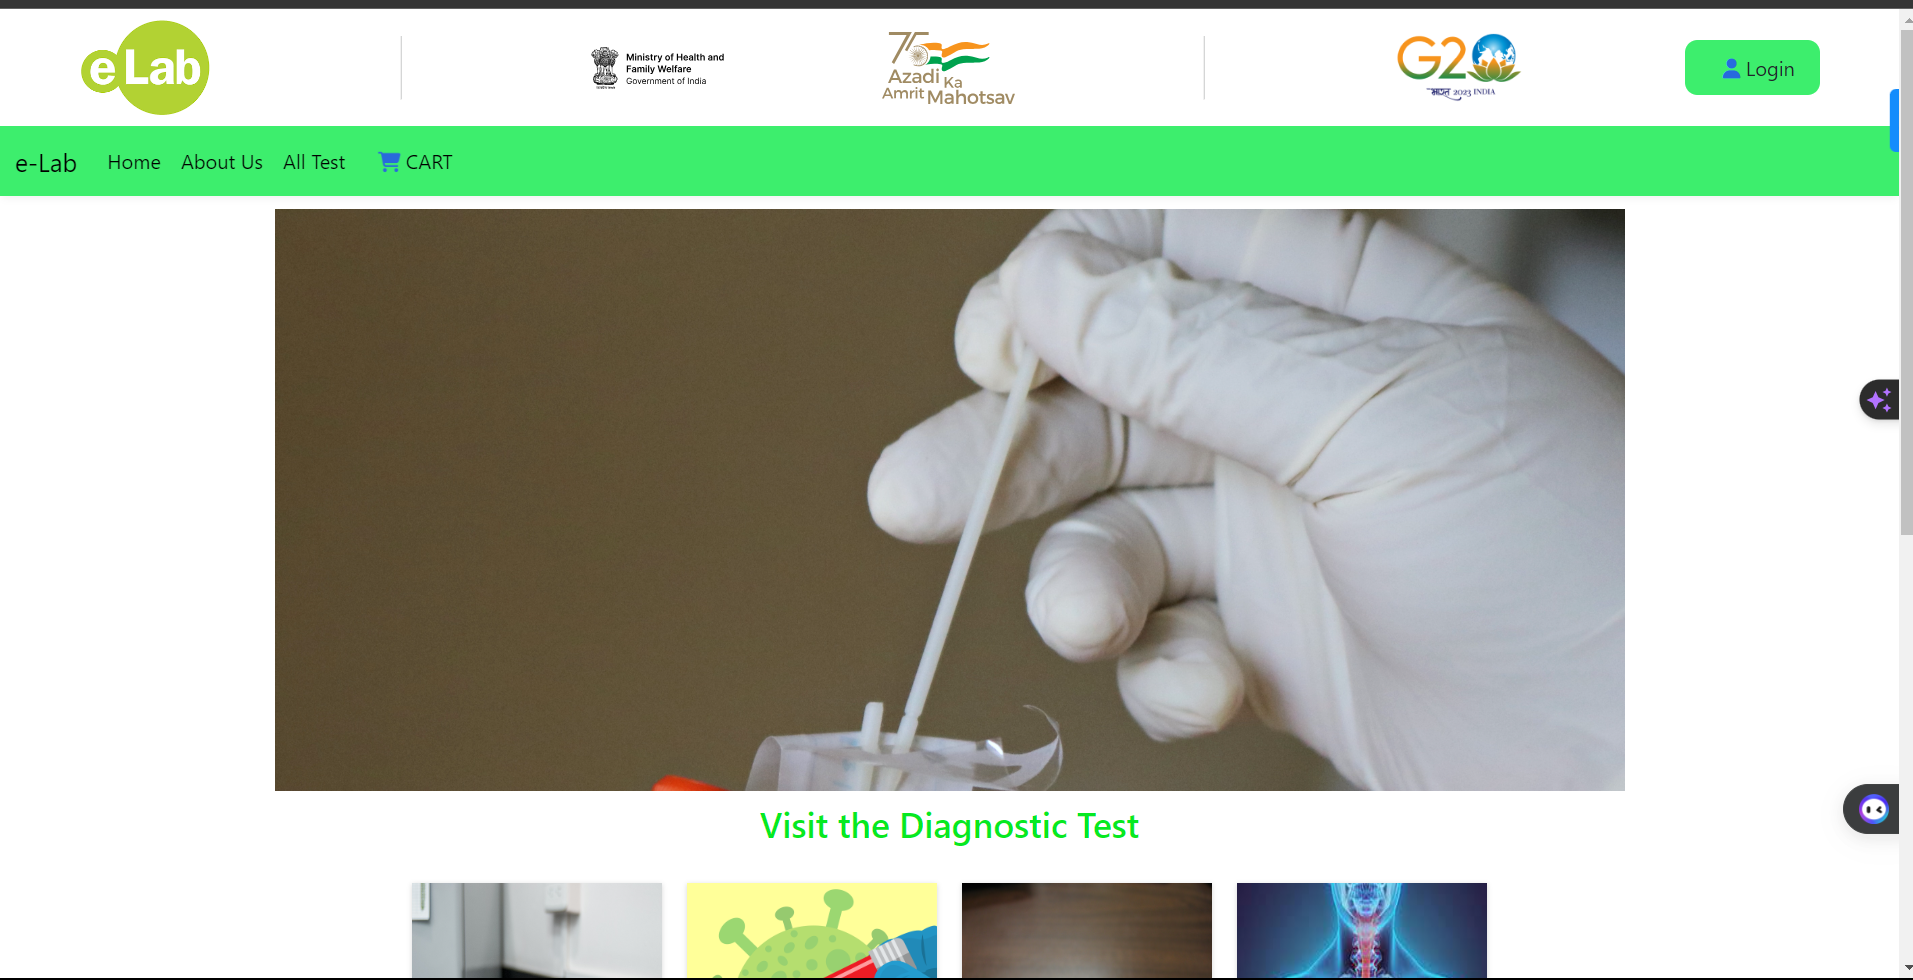 e Lab
Ministry of Health and
Family Welfare
Government of India
75
Azadi Ka
Amrit Mahotsav
G20
भारत 2023 INDIA
Login
e-Lab Home About Us All Test CART
Visit the Diagnostic Test